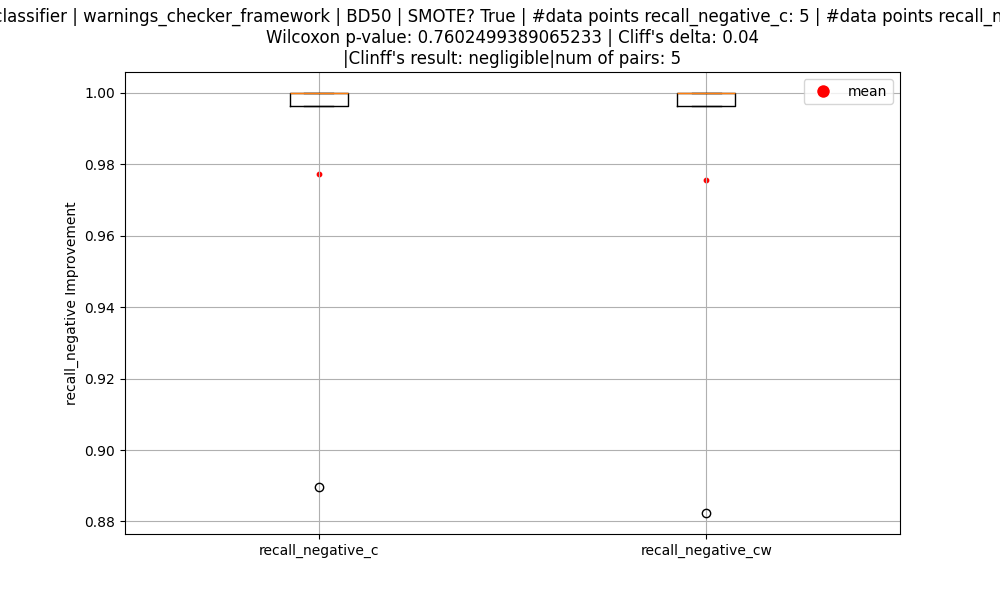 classifier | warnings_checker_framework | BD50 | SMOTE? True | #data points recall_negative_c: 5 | #data points
Wilcoxon p-value: 0.7602499389065233 | Cliff's delta: 0.04
|Clinff's result: negligible|num of pairs: 5
1.00
0.98
0.96
0.94
0.92
0.90
0.88
recall_negative Improvement
mean
recall_negative_c
recall_negative_cw